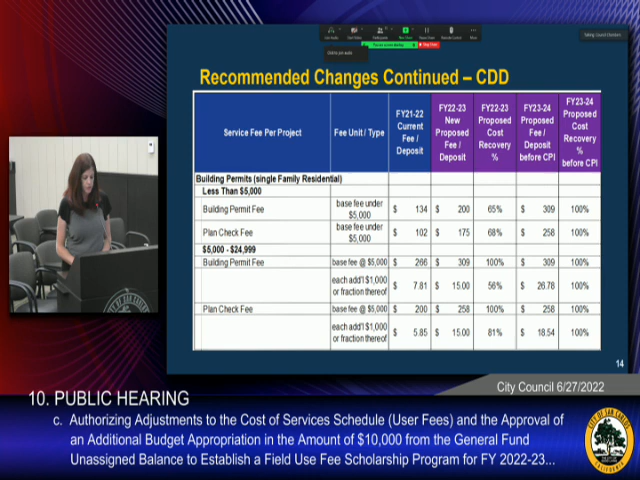 Taking Council Chambers
Recommended Changes Continued – CDD
Service Fee Per Project
Fee Unit / Type
FY21-22 Current Fee / Deposit
FY22-23 New Proposed Fee / Deposit
FY22-23 Proposed Cost Recovery %
FY23-24 Proposed Fee / Deposit before CPI
FY23-24 Proposed Cost Recovery % before CPI
Building Permits (single Family Residential)
Less Than $5,000
Building Permit Fee base fee under $5,000 $ 134 $ 200 65% $ 309 100%
Plan Check Fee base fee under $5,000 $ 102 $ 175 68% $ 258 100%
$5,000 - $24,999
Building Permit Fee base fee @ $5,000 $ 266 $ 309 100% $ 309 100%
each add'l $1,000 or fraction thereof $ 7.81 $ 15.00 56% $ 26.78 100%
Plan Check Fee base fee @ $5,000 $ 200 $ 258 100% $ 258 100%
each add'l $1,000 or fraction thereof $ 5.85 $ 15.00 81% $ 18.54 100%
14
City Council 6/27/2022
10. PUBLIC HEARING
c. Authorizing Adjustments to the Cost of Services Schedule (User Fees) and the Approval of
an Additional Budget Appropriation in the Amount of $10,000 from the General Fund
Unassigned Balance to Establish a Field Use Fee Scholarship Program for FY 2022-23...
CITY OF SAN CARLOS
CALIFORNIA